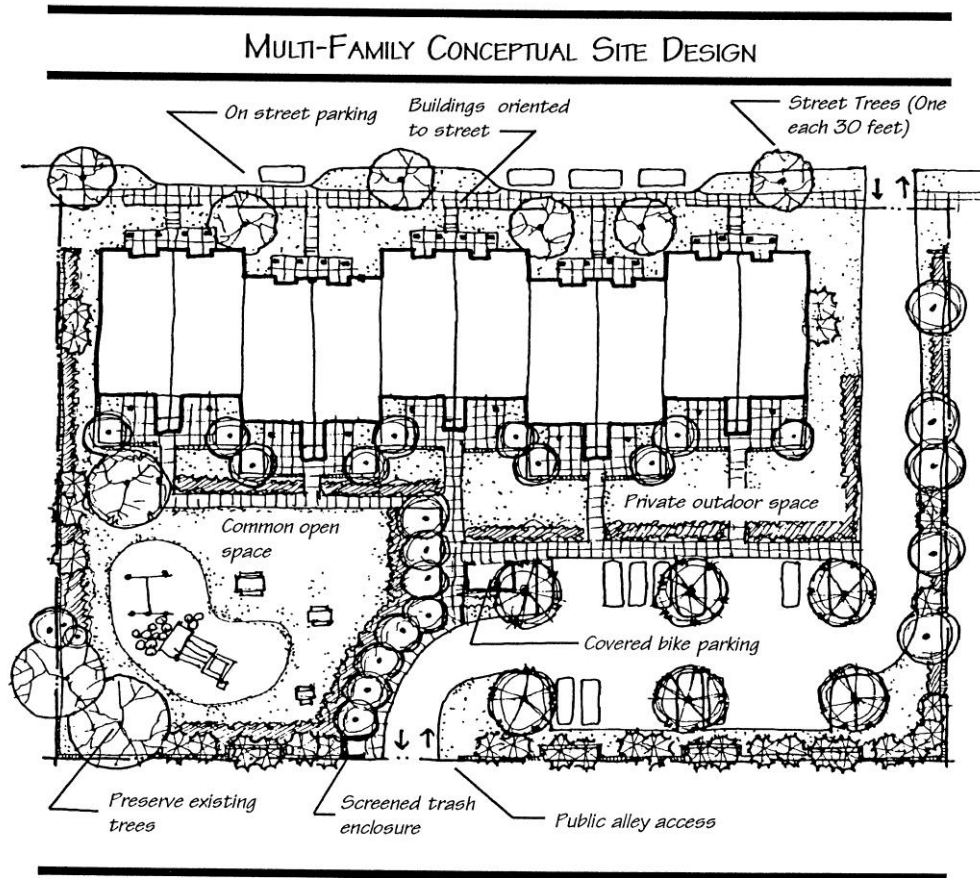 MULTI-FAMILY CONCEPTUAL SITE DESIGN
On street parking
Buildings oriented
to street
Street Trees (One
each 30 feet)
Private outdoor space
Common open
space
Covered bike parking
Preserve existing
trees
Screened trash
enclosure
Public alley access